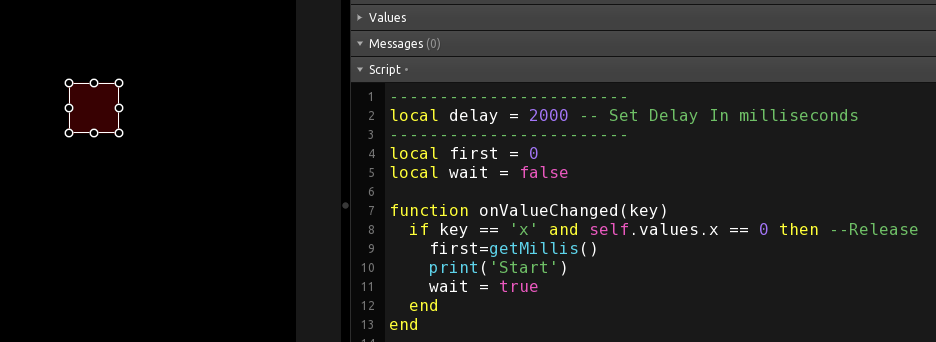 Values
Messages (0)
Script •
1 ------------------------
2 local delay = 2000 -- Set Delay In milliseconds
3 ------------------------
4 local first = 0
5 local wait = false
6
7 function onValueChanged(key)
8   if key == 'x' and self.values.x == 0 then --Release
9     first=getMillis()
10     print('Start')
11     wait = true
12   end
13 end